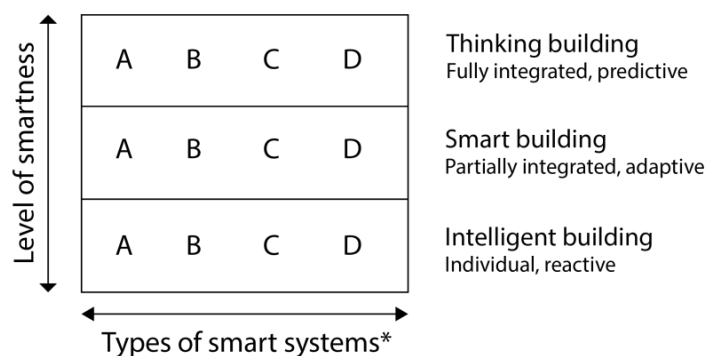 Level of smartness
A B C D
Thinking building
Fully integrated, predictive
A B C D
Smart building
Partially integrated, adaptive
A B C D
Intelligent building
Individual, reactive
Types of smart systems*